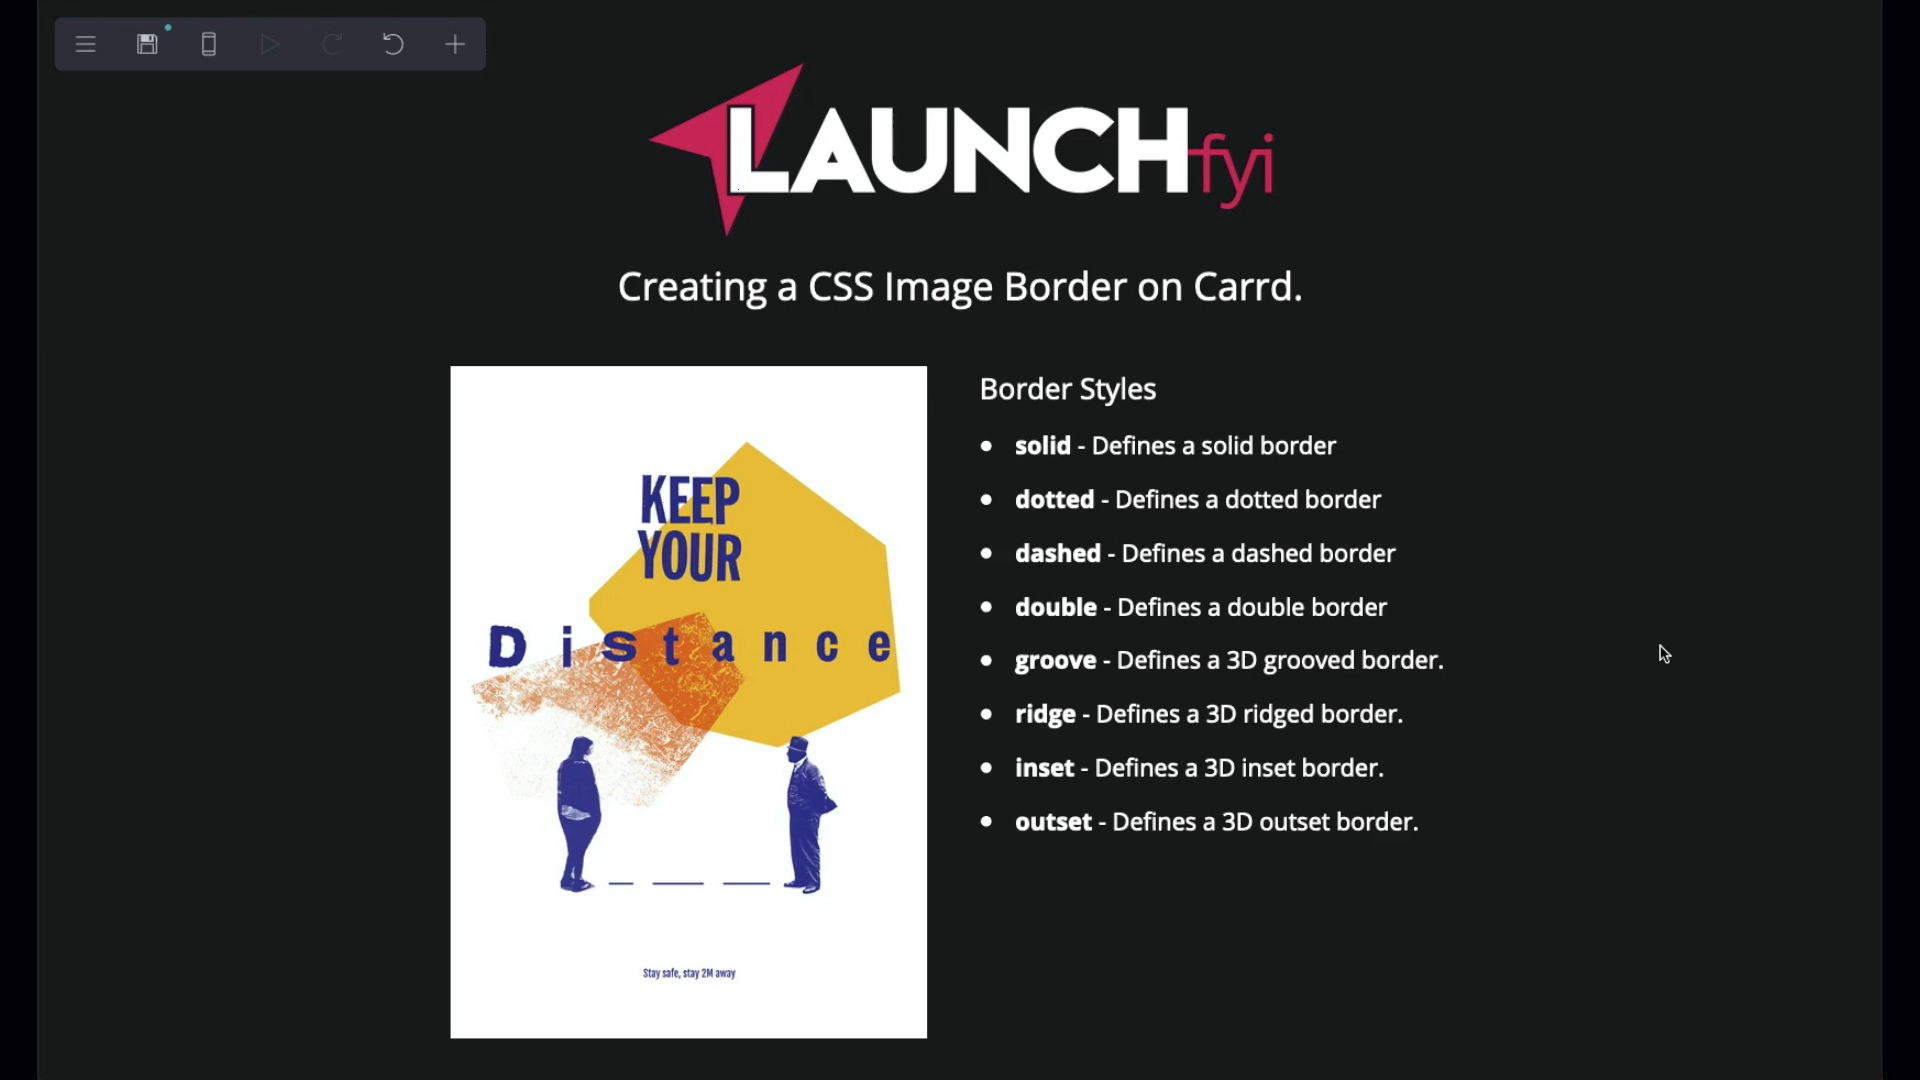 LAUNCHfyi
Creating a CSS Image Border on Carrd.
KEEP
YOUR
Distance
Stay safe, stay 2M away
Border Styles
solid - Defines a solid border
dotted - Defines a dotted border
dashed - Defines a dashed border
double - Defines a double border
groove - Defines a 3D grooved border.
ridge - Defines a 3D ridged border.
inset - Defines a 3D inset border.
outset - Defines a 3D outset border.